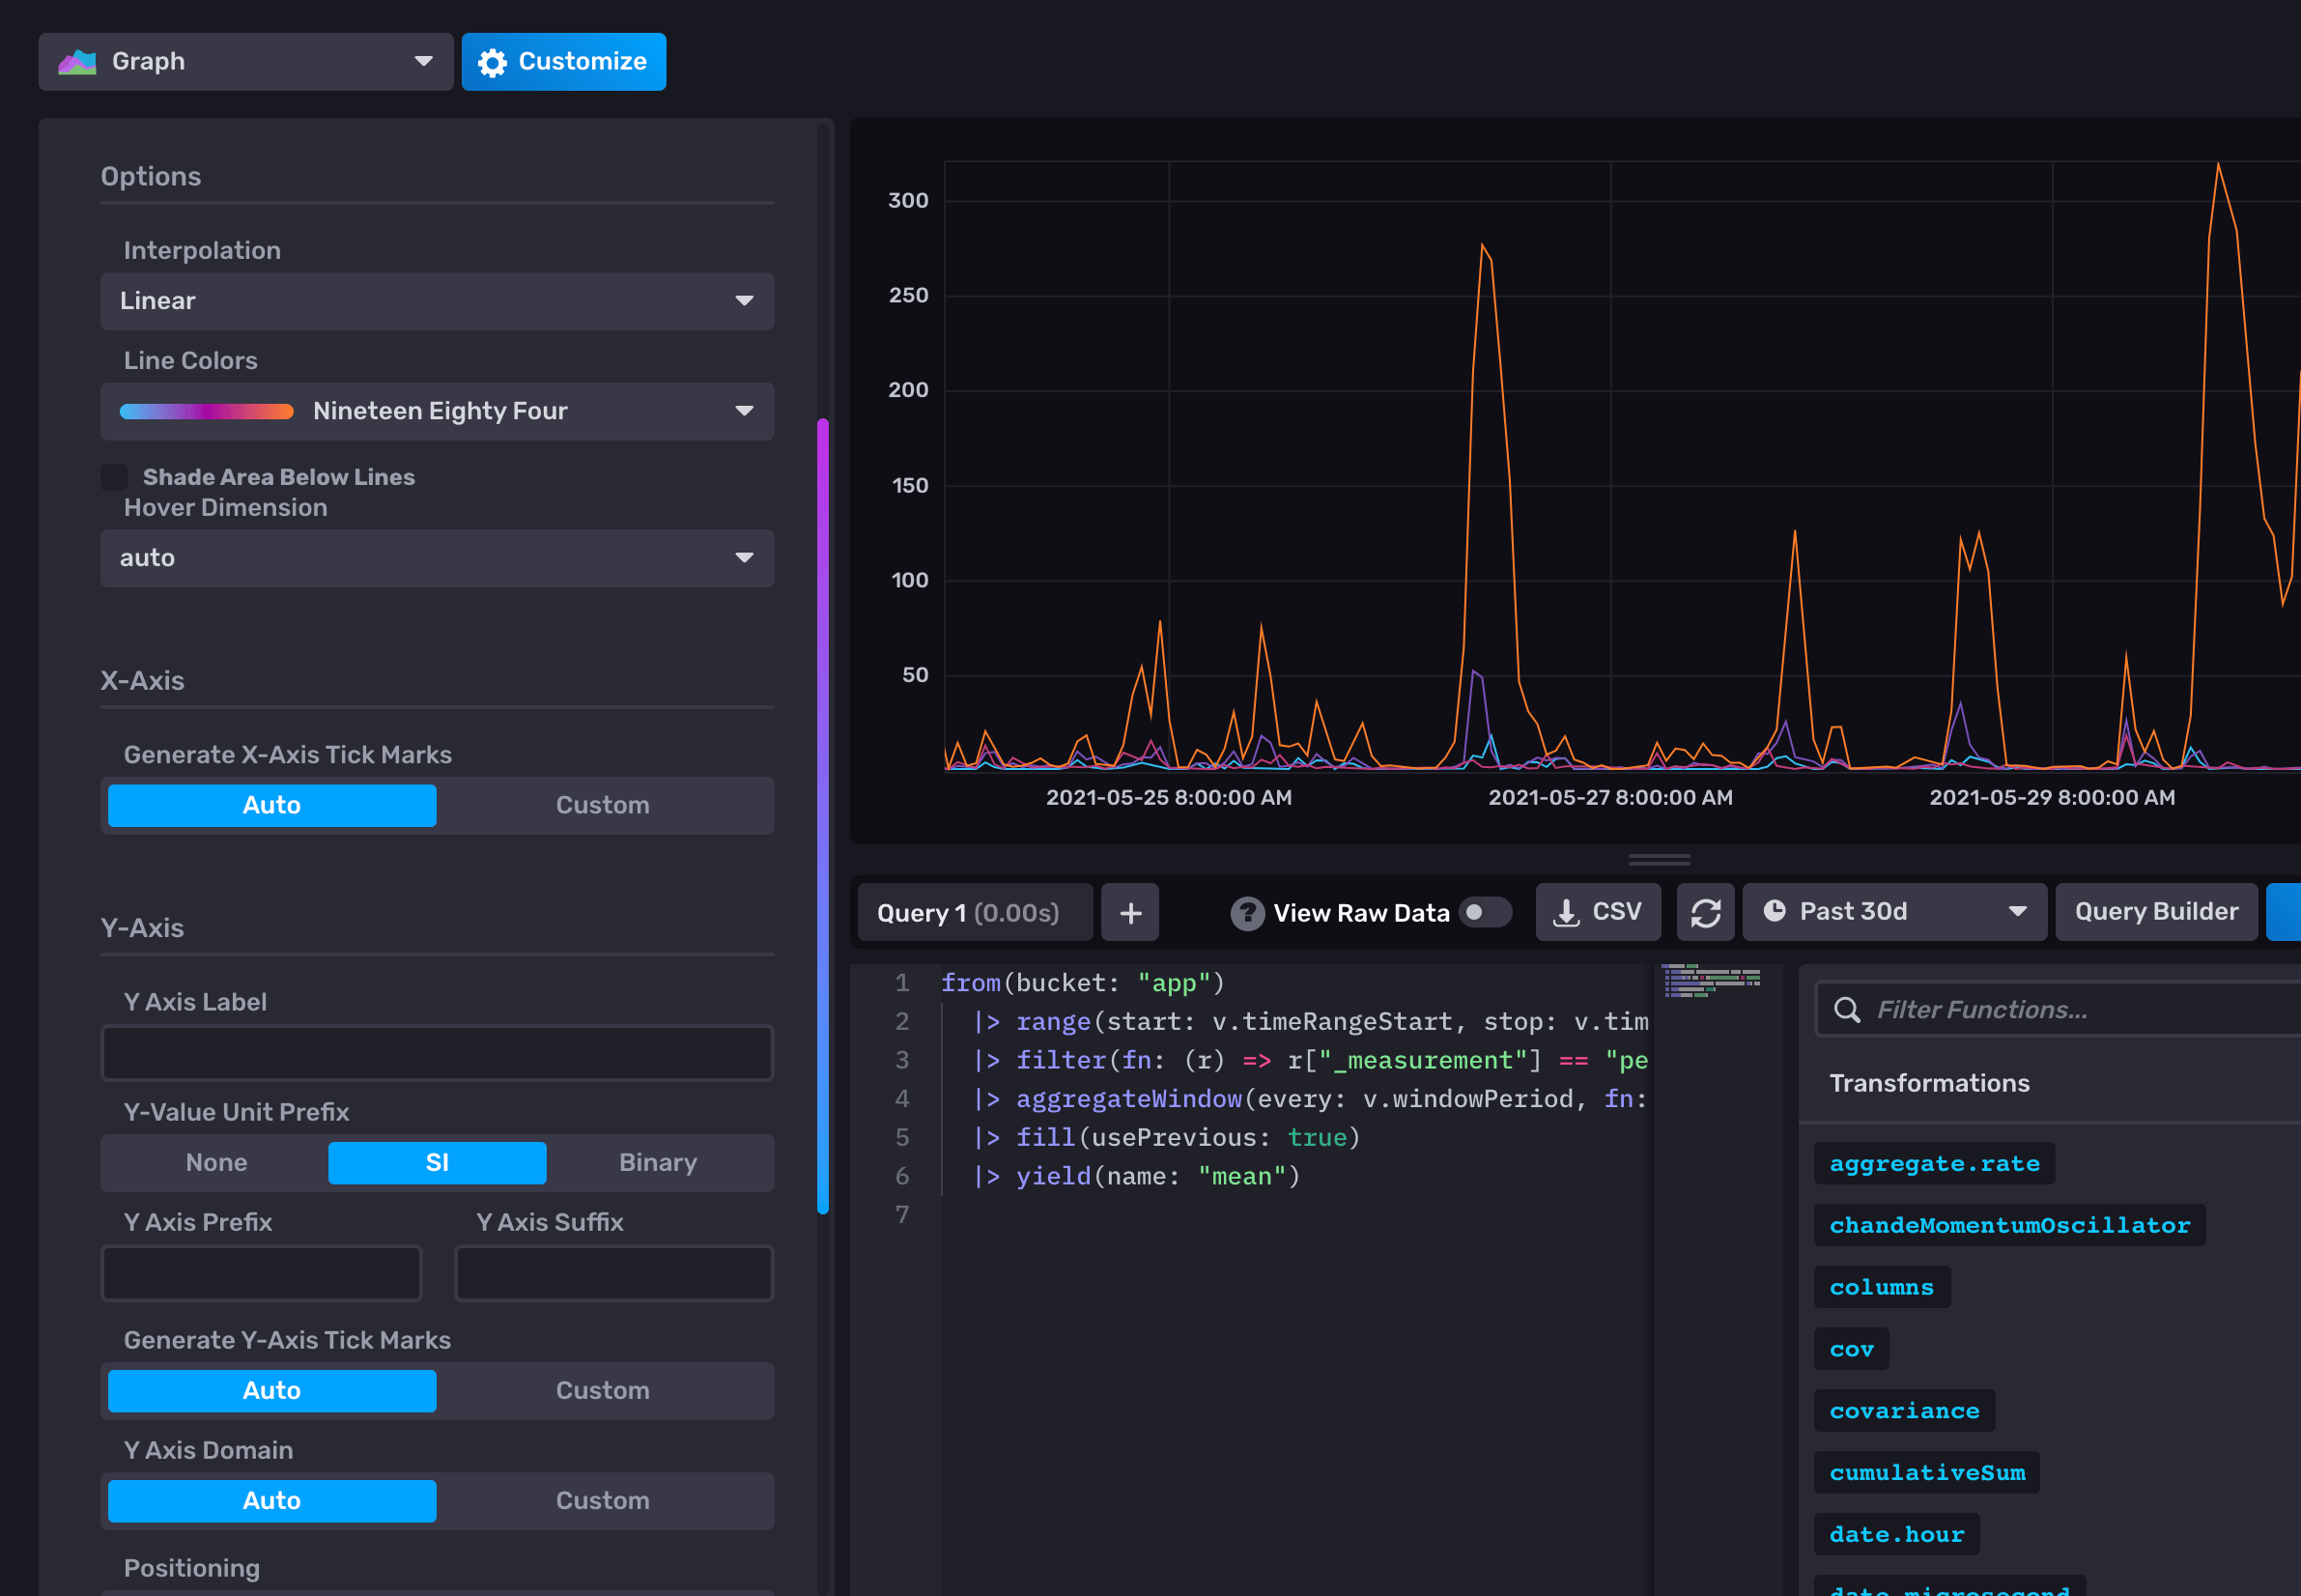 Graph
Customize
Options
Interpolation
Linear
Line Colors
Nineteen Eighty Four
Shade Area Below Lines
Hover Dimension
auto
X-Axis
Generate X-Axis Tick Marks
Auto Custom
Y-Axis
Y Axis Label
Y-Value Unit Prefix
None SI Binary
Y Axis Prefix Y Axis Suffix
Generate Y-Axis Tick Marks
Auto Custom
Y Axis Domain
Auto Custom
Positioning
300
250
200
150
100
50
2021-05-25 8:00:00 AM 2021-05-27 8:00:00 AM 2021-05-29 8:00:00 AM
Query 1 (0.00s) + ? View Raw Data CSV Past 30d Query Builder
1 from(bucket: "app")
2 |> range(start: v.timeRangeStart, stop: v.tim
3 |> filter(fn: (r) => r["_measurement"] == "pe
4 |> aggregateWindow(every: v.windowPeriod, fn:
5 |> fill(usePrevious: true)
6 |> yield(name: "mean")
7
Filter Functions...
Transformations
aggregate.rate
chandeMomentumOscillator
columns
cov
covariance
cumulativeSum
date.hour
date.microsecond